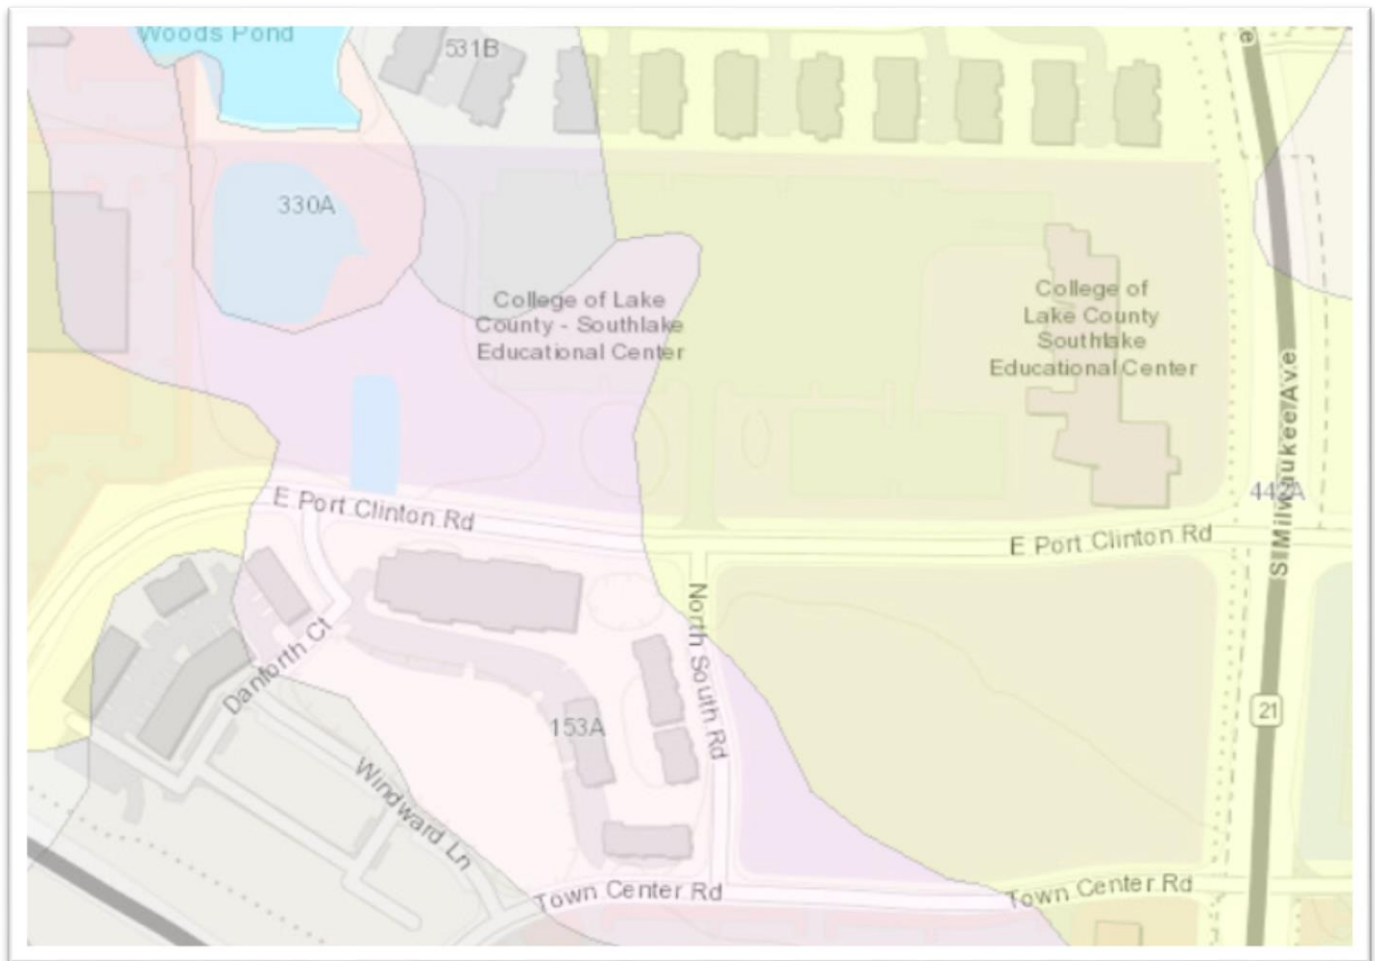 Woods Pond
531B
e
330A
College of Lake
County - Southlake
Educational Center
College of
Lake County
Southlake
Educational Center
S Milwaukee Ave
442A
E Port Clinton Rd
E Port Clinton Rd
North South Rd
Danforth Ct
21
153A
Windward Ln
Town Center Rd
Town Center Rd